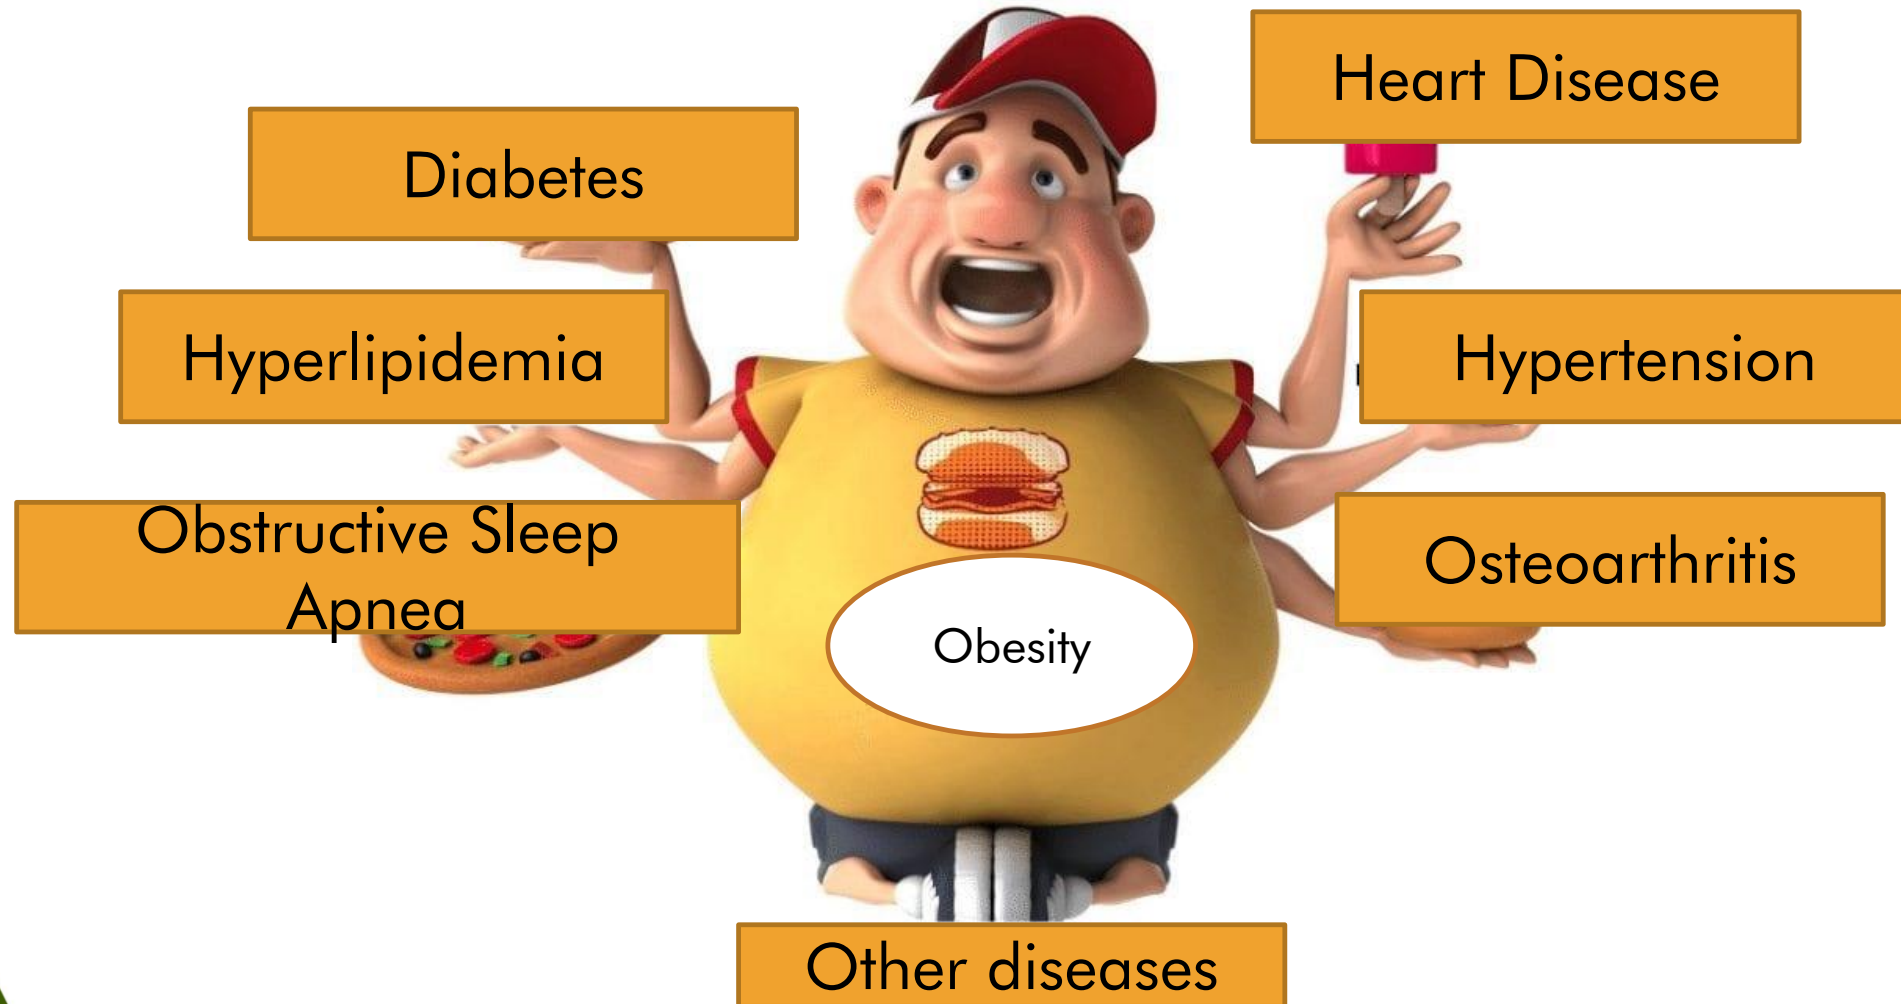 Heart Disease
Diabetes
Hyperlipidemia
Hypertension
Obstructive Sleep
Apnea
Osteoarthritis
Obesity
Other diseases